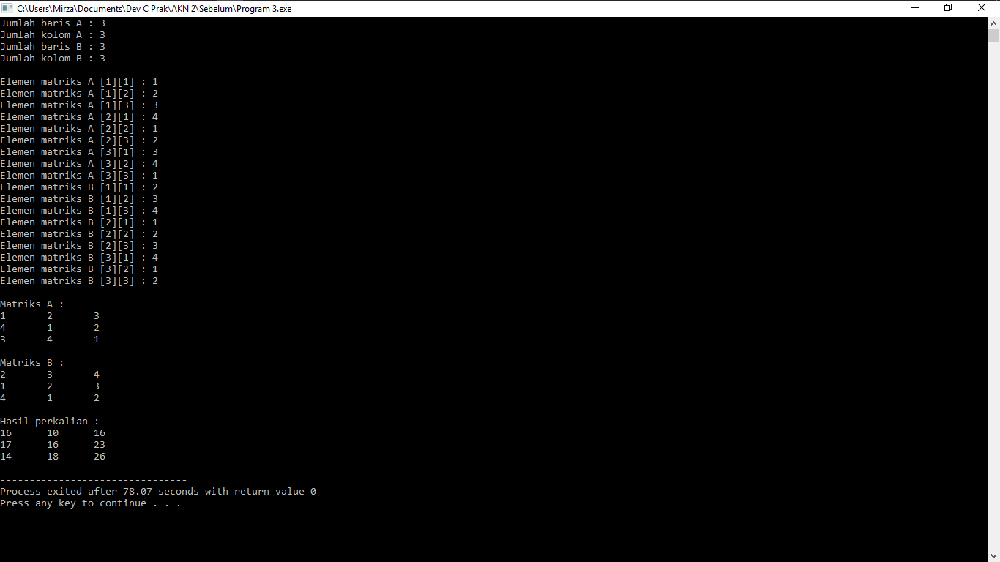 C:\Users\Mirza\Documents\Dev C Prak\AKN 2\Sebelum\Program 3.exe
Jumlah baris A : 3
Jumlah kolom A : 3
Jumlah baris B : 3
Jumlah kolom B : 3
Elemen matriks A [1][1] : 1
Elemen matriks A [1][2] : 2
Elemen matriks A [1][3] : 3
Elemen matriks A [2][1] : 4
Elemen matriks A [2][2] : 1
Elemen matriks A [2][3] : 2
Elemen matriks A [3][1] : 3
Elemen matriks A [3][2] : 4
Elemen matriks A [3][3] : 1
Elemen matriks B [1][1] : 2
Elemen matriks B [1][2] : 3
Elemen matriks B [1][3] : 4
Elemen matriks B [2][1] : 1
Elemen matriks B [2][2] : 2
Elemen matriks B [2][3] : 3
Elemen matriks B [3][1] : 4
Elemen matriks B [3][2] : 1
Elemen matriks B [3][3] : 2
Matriks A :
1 2 3
4 1 2
3 4 1
Matriks B :
2 3 4
1 2 3
4 1 2
Hasil perkalian :
16 10 16
17 16 23
14 18 26
--------------------------------
Process exited after 78.07 seconds with return value 0
Press any key to continue . . .